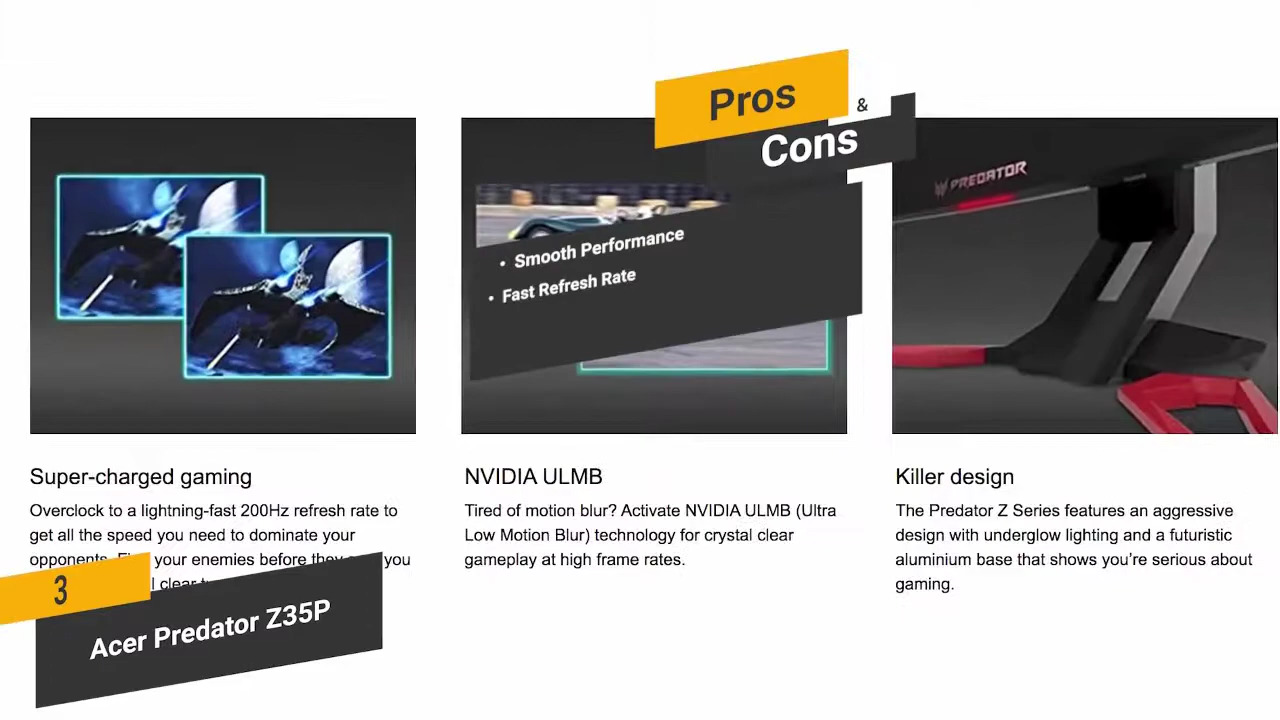 Pros
&
Cons
• Smooth Performance
• Fast Refresh Rate
PREDATOR
Super-charged gaming
Overclock to a lightning-fast 200Hz refresh rate to
get all the speed you need to dominate your
opponents. your enemies before they you
clear
NVIDIA ULMB
Tired of motion blur? Activate NVIDIA ULMB (Ultra
Low Motion Blur) technology for crystal clear
gameplay at high frame rates.
Killer design
The Predator Z Series features an aggressive
design with underglow lighting and a futuristic
aluminium base that shows you’re serious about
gaming.
3
Acer Predator Z35P